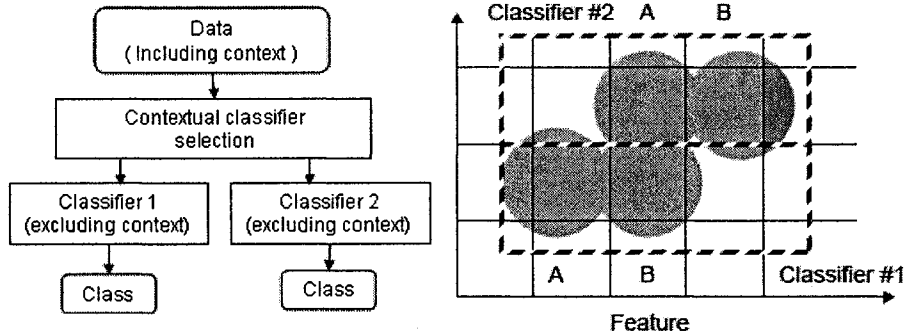 Data
( Including context )
Contextual classifier
selection
Classifier 1
(excluding context)
Classifier 2
(excluding context)
Class
Class
Classifier #2 A B
A B
Classifier #1
Feature